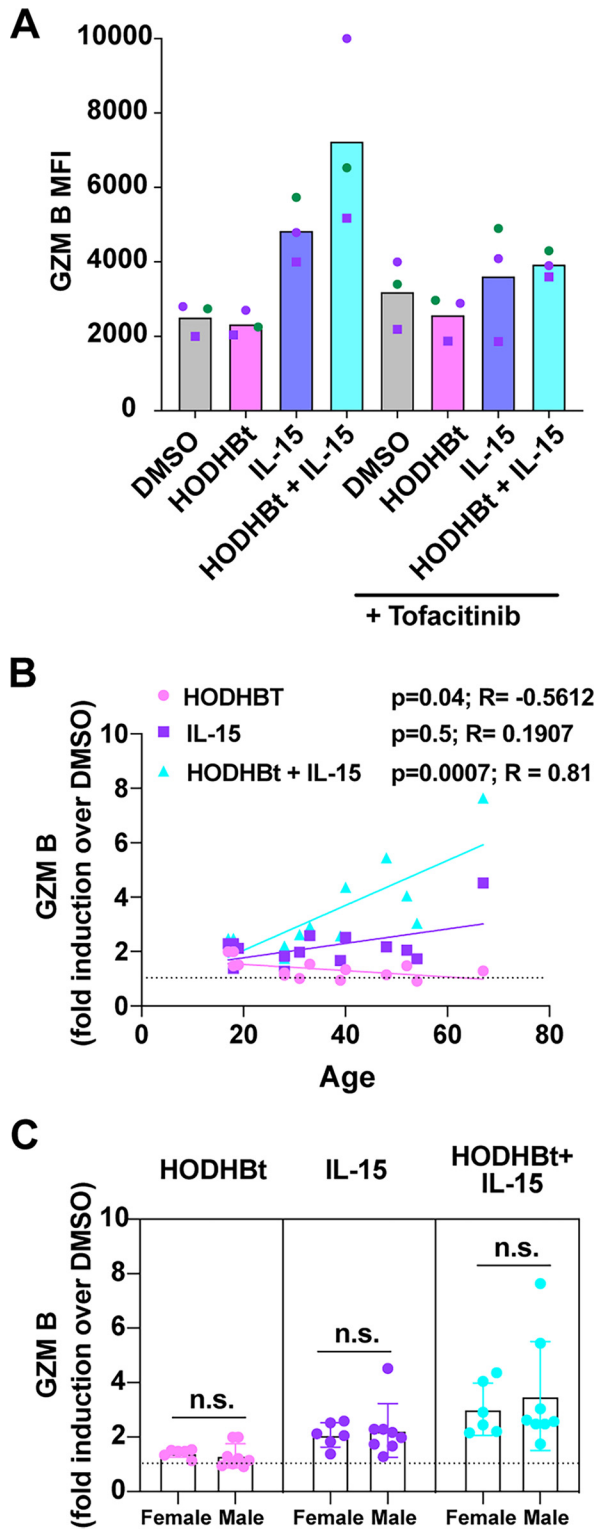 A
GZM B MFI
10000
8000
6000
4000
2000
0
DMSO
HODHBt
IL-15
HODHBt + IL-15
DMSO
HODHBt
IL-15
HODHBt + IL-15
+ Tofacitinib
B
HODHBT p=0.04; R= -0.5612
IL-15 p=0.5; R= 0.1907
HODHBt + IL-15 p=0.0007; R = 0.81
GZM B
(fold induction over DMSO)
10
8
6
4
2
0
0 20 40 60 80
Age
C
HODHBt IL-15 HODHBt+
IL-15
GZM B
(fold induction over DMSO)
10
8
6
4
2
0
n.s. n.s. n.s.
Female Male Female Male Female Male